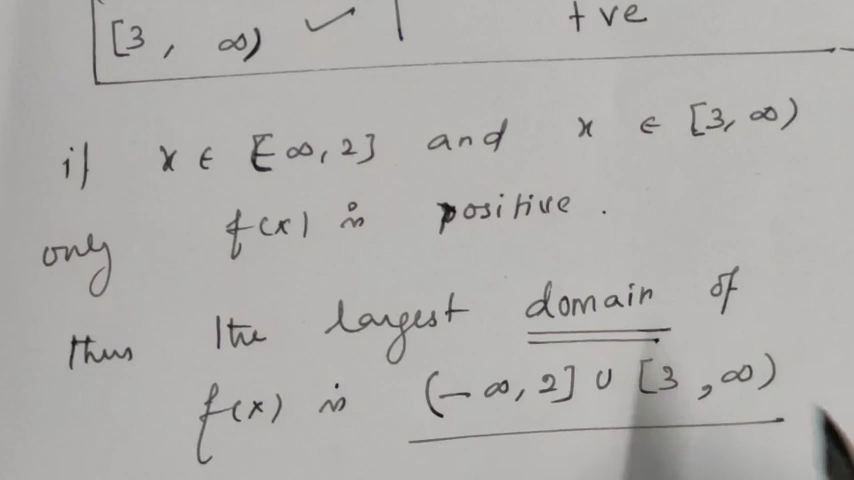 [3, ∞) ✓ | +ve
if x ∈ [-∞, 2] and x ∈ [3, ∞)
only f(x) is positive.
thus the largest domain of
f(x) is (-∞, 2] ∪ [3, ∞)